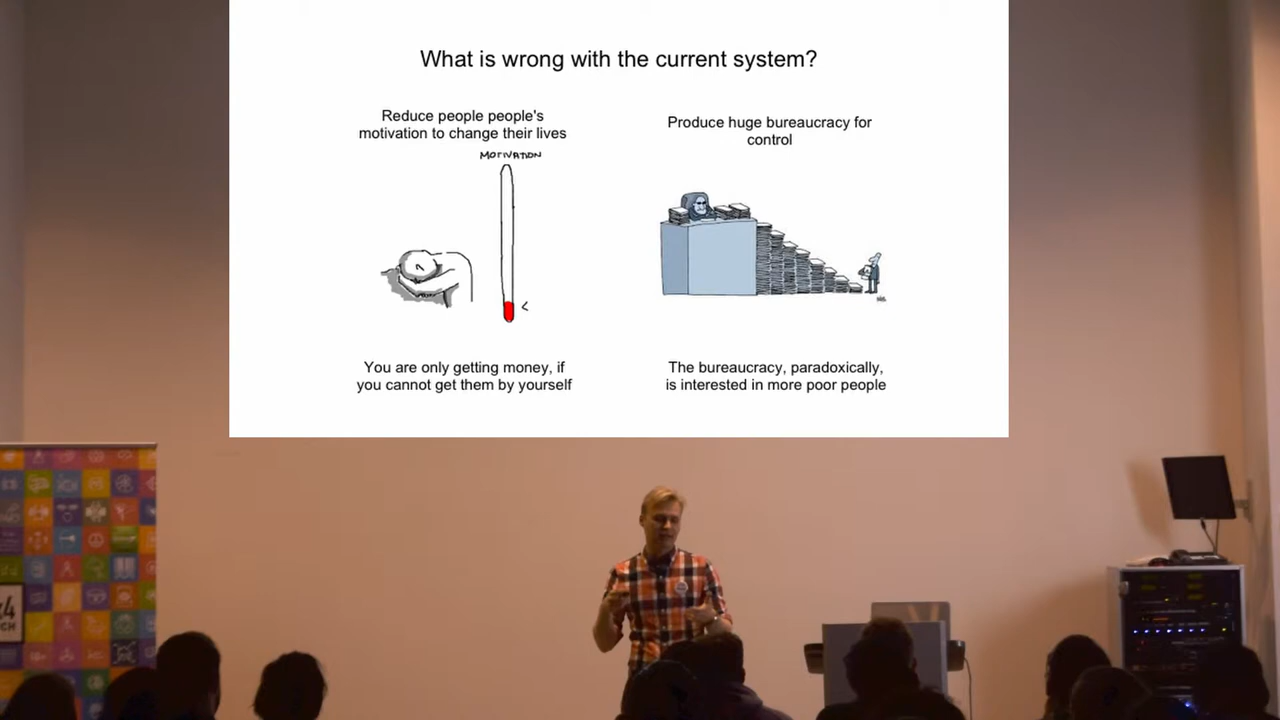 What is wrong with the current system?
Reduce people people's
motivation to change their lives
MOTIVATION
Produce huge bureaucracy for
control
You are only getting money, if
you cannot get them by yourself
The bureaucracy, paradoxically,
is interested in more poor people